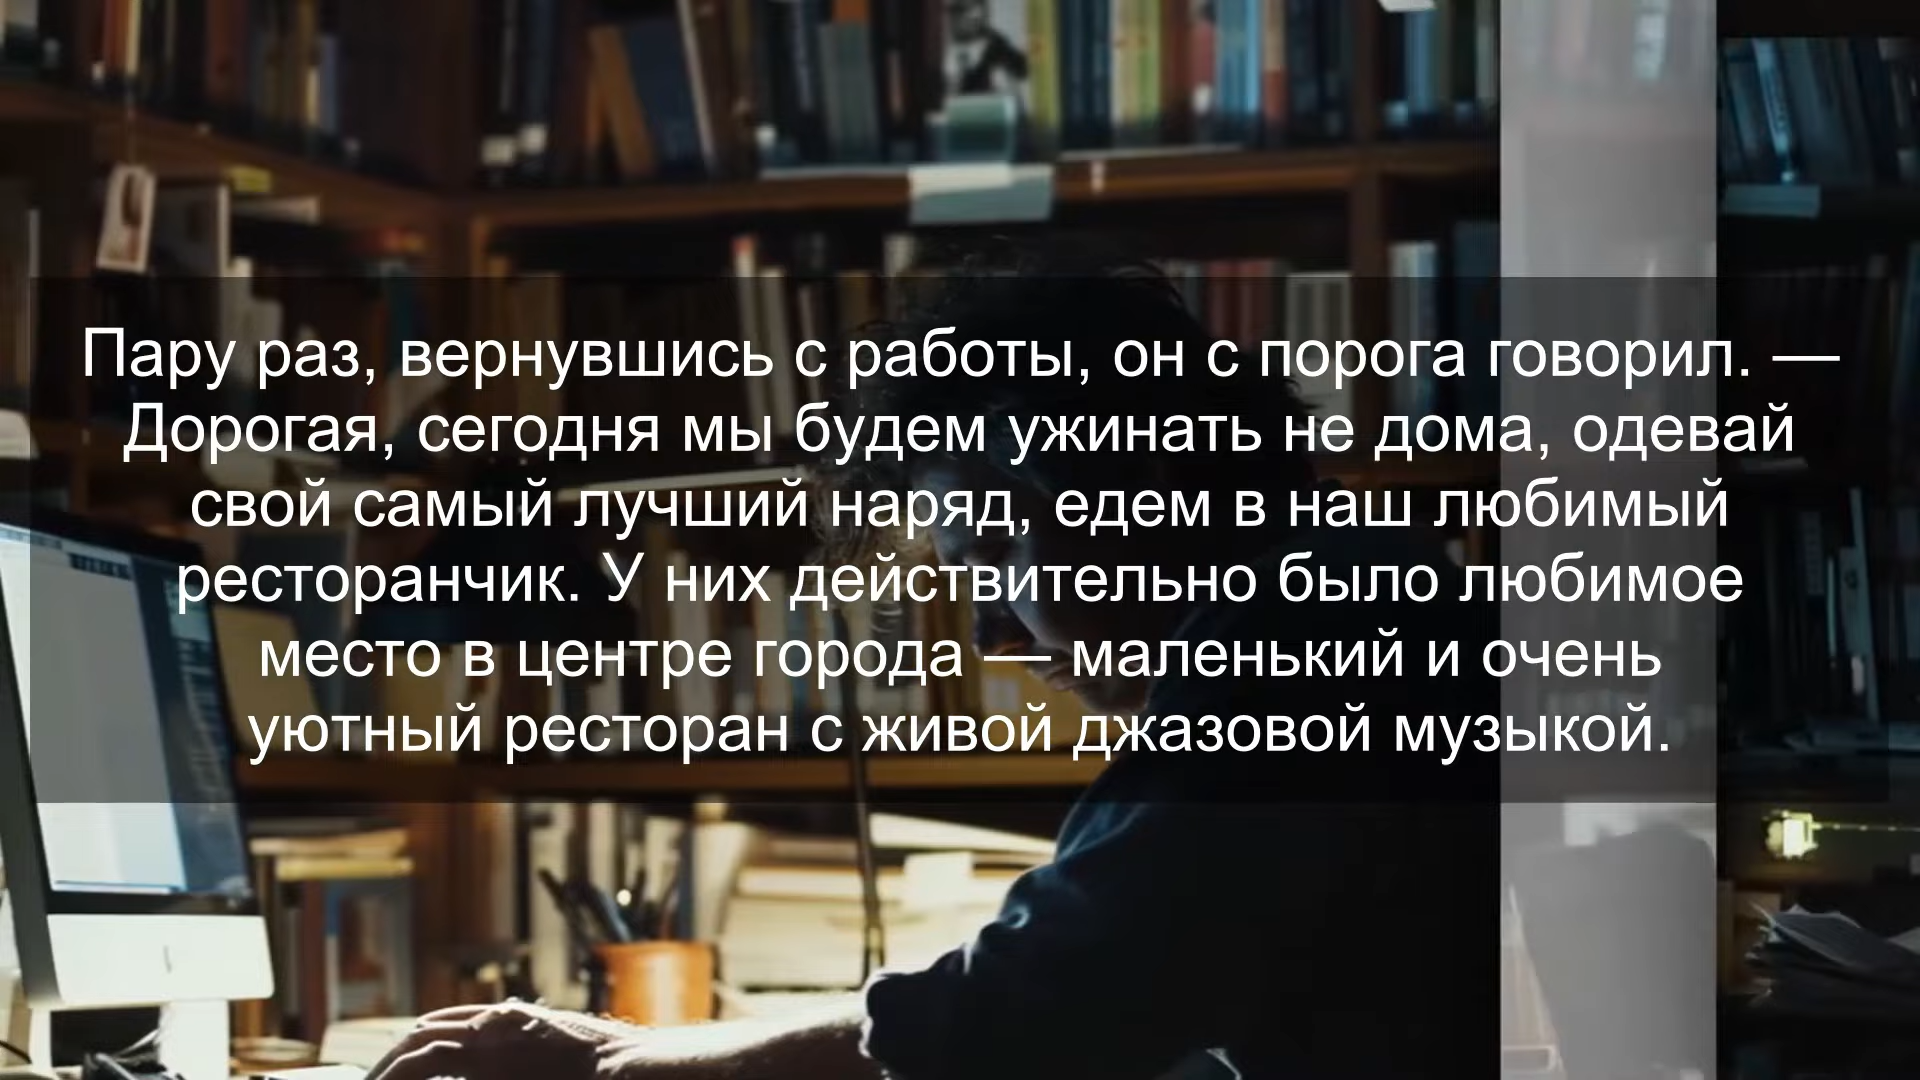 Пару раз, вернувшись с работы, он с порога говорил. —
Дорогая, сегодня мы будем ужинать не дома, одевай
свой самый лучший наряд, едем в наш любимый
ресторанчик. У них действительно было любимое
место в центре города — маленький и очень
уютный ресторан с живой джазовой музыкой.